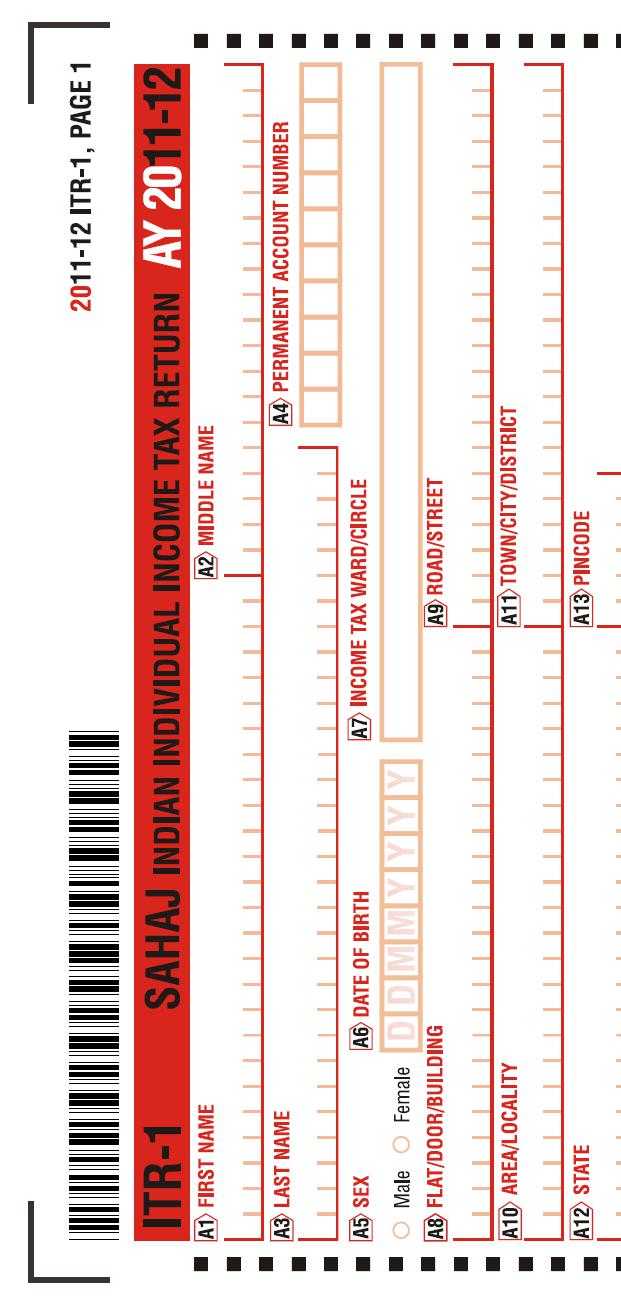 2011-12 ITR-1, PAGE 1
ITR-1 SAHAJ INDIAN INDIVIDUAL INCOME TAX RETURN AY 2011-12
A1 FIRST NAME A2 MIDDLE NAME
A3 LAST NAME A4 PERMANENT ACCOUNT NUMBER
A5 SEX A6 DATE OF BIRTH A7 INCOME TAX WARD/CIRCLE
Male Female D D M M Y Y Y Y
A8 FLAT/DOOR/BUILDING A9 ROAD/STREET
A10 AREA/LOCALITY A11 TOWN/CITY/DISTRICT
A12 STATE A13 PINCODE